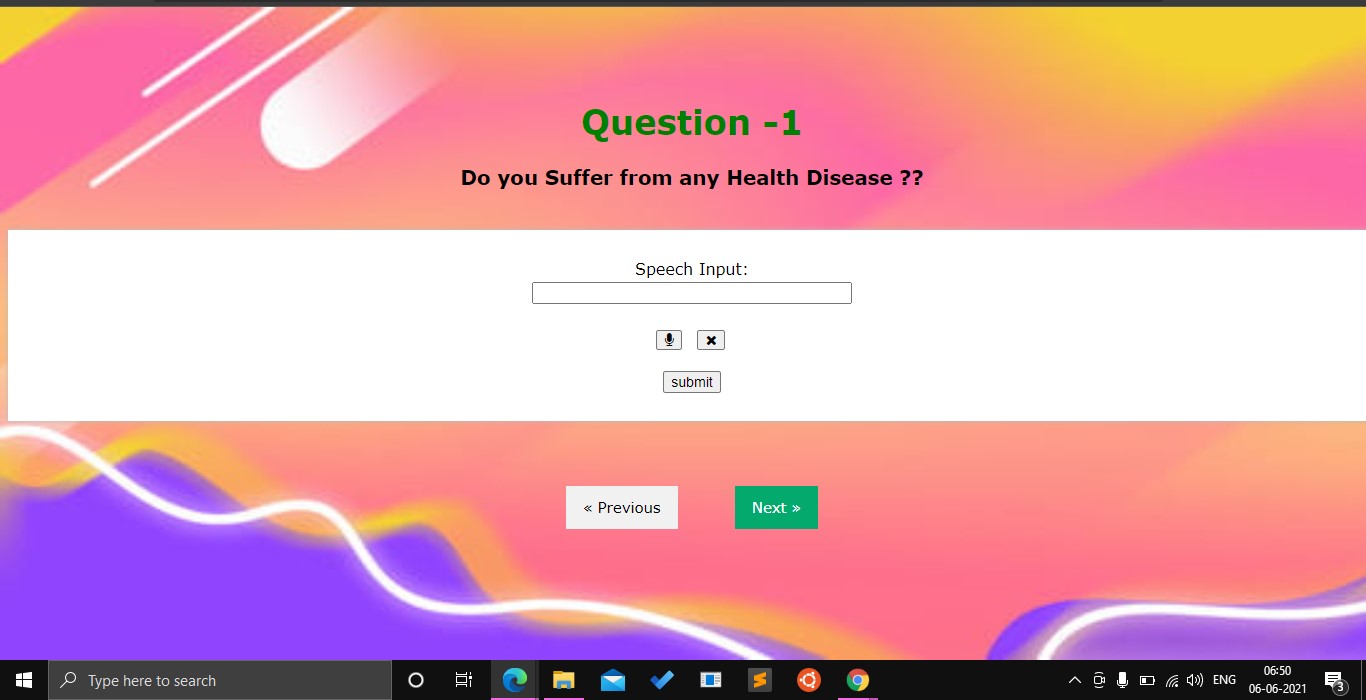 Question -1
Do you Suffer from any Health Disease ??
Speech Input:
submit
« Previous
Next »
Type here to search
ENG
06:50
06-06-2021
3